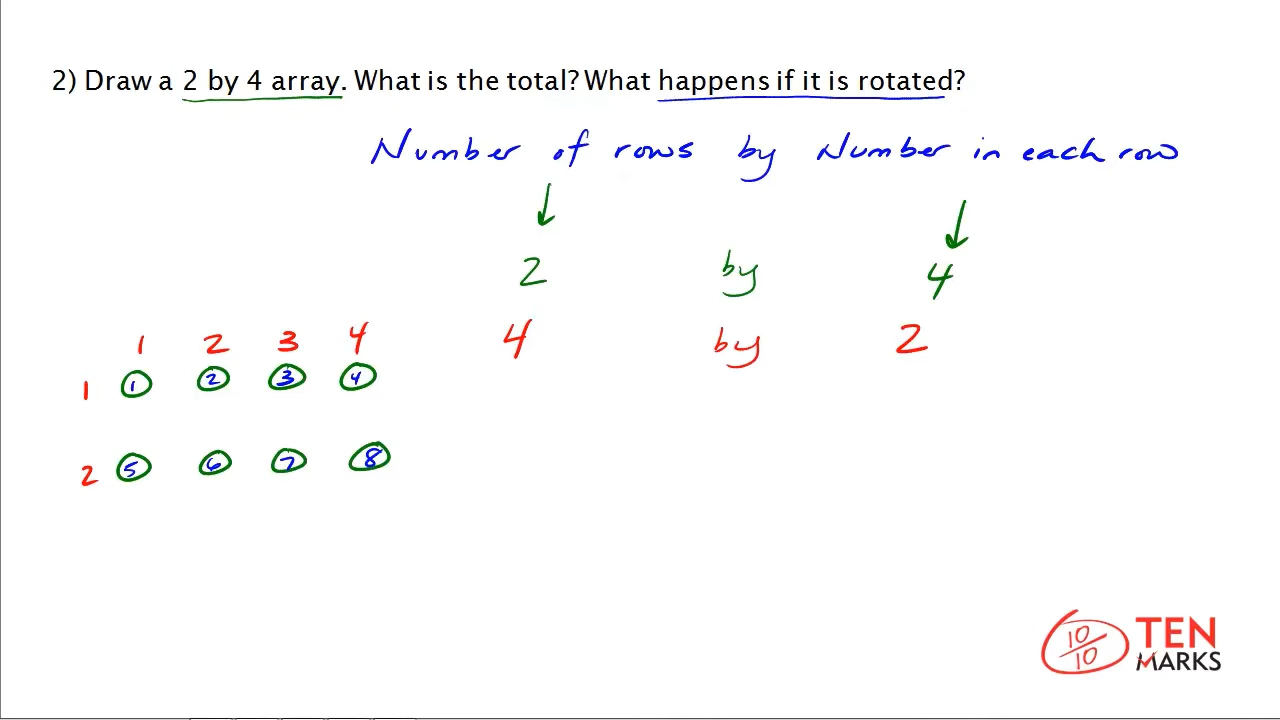 2) Draw a 2 by 4 array. What is the total? What happens if it is rotated?
Number of rows by Number in each row
2 by 4
4 by 2
1 2 3 4
1 1 2 3 4
2 5 6 7 8
10/10 TEN
MARKS